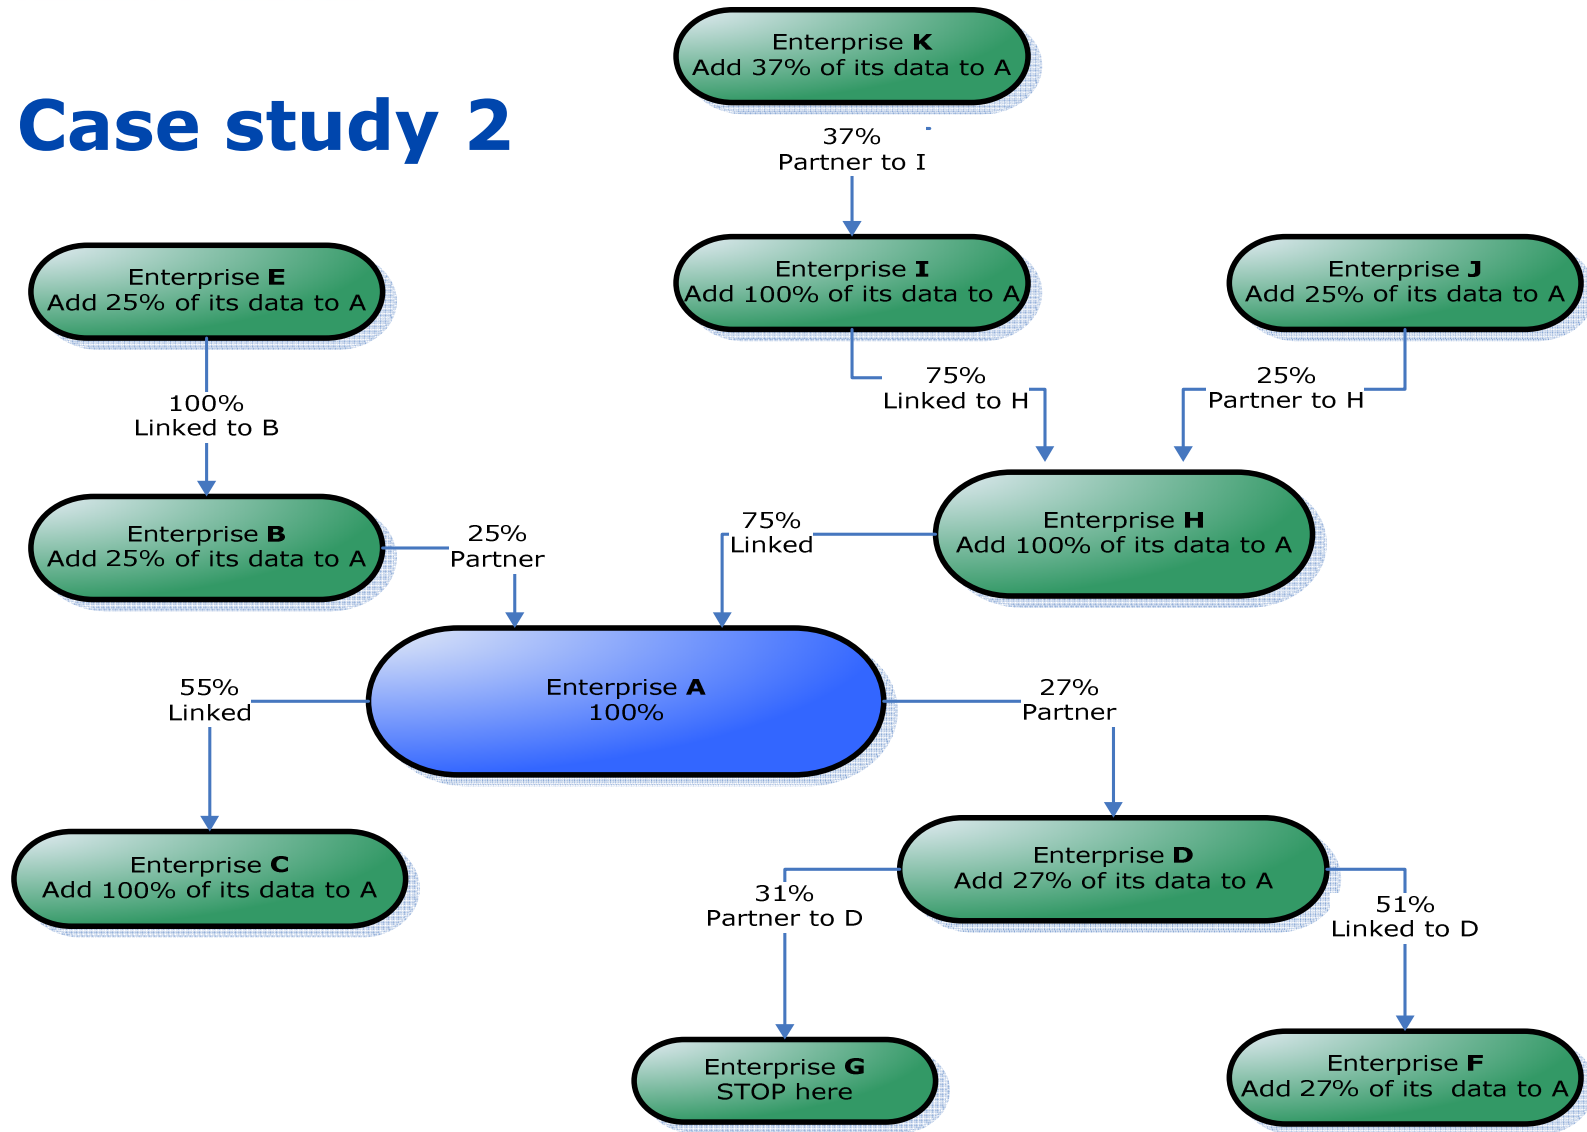 Enterprise K
Add 37% of its data to A
Case study 2
37%
Partner to I
Enterprise E
Add 25% of its data to A
Enterprise I
Add 100% of its data to A
Enterprise J
Add 25% of its data to A
100%
Linked to B
75%
Linked to H
25%
Partner to H
Enterprise B
Add 25% of its data to A
25%
Partner
75%
Linked
Enterprise H
Add 100% of its data to A
55%
Linked
Enterprise A
100%
27%
Partner
Enterprise C
Add 100% of its data to A
Enterprise D
Add 27% of its data to A
31%
Partner to D
51%
Linked to D
Enterprise G
STOP here
Enterprise F
Add 27% of its data to A